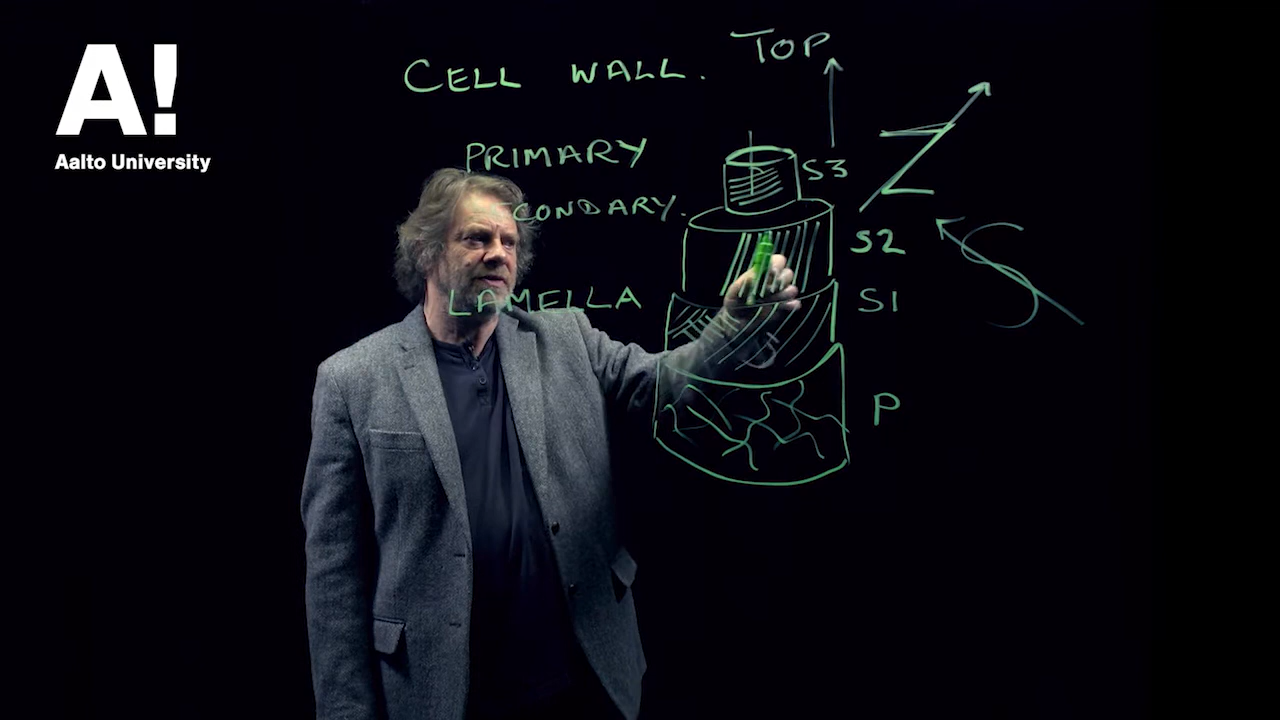 A!
Aalto University
TOP
CELL WALL.
PRIMARY
S3
Z
CONDARY.
S2
S
LAMELLA
S1
P